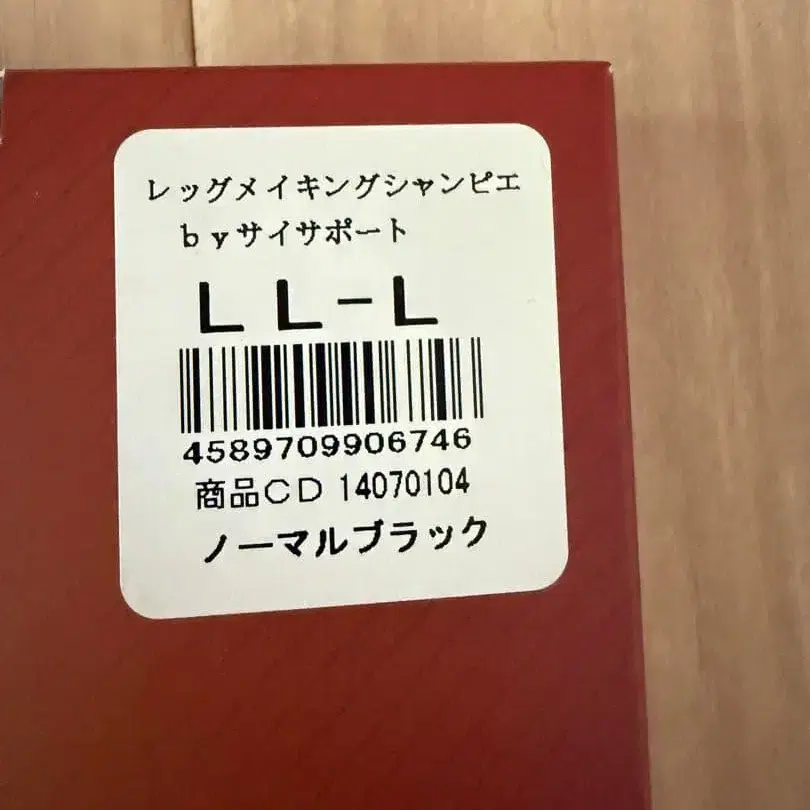 レッグメイキングシャンピエ
ｂｙサイサポート
ＬＬ－Ｌ
4589709906746
商品ＣＤ 14070104
ノーマルブラック